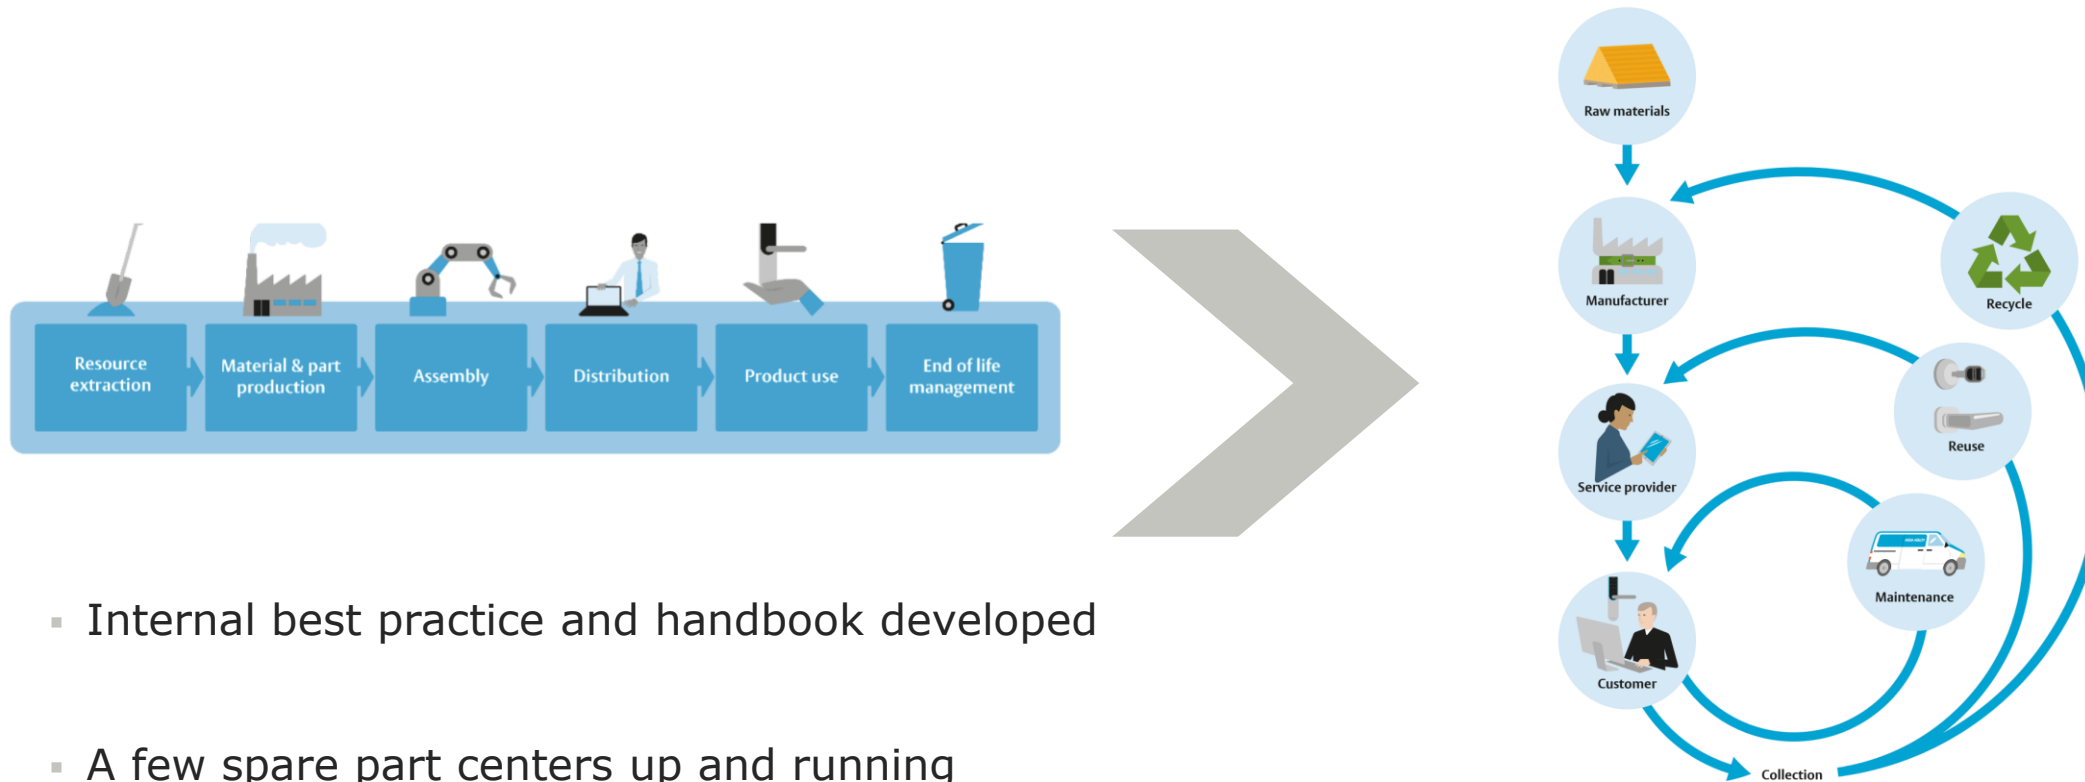 Resource
extraction
Material & part
production
Assembly
Distribution
Product use
End of life
management
Internal best practice and handbook developed
A few spare part centers up and running
Raw materials
Manufacturer
Recycle
Reuse
Service provider
Maintenance
Customer
Collection